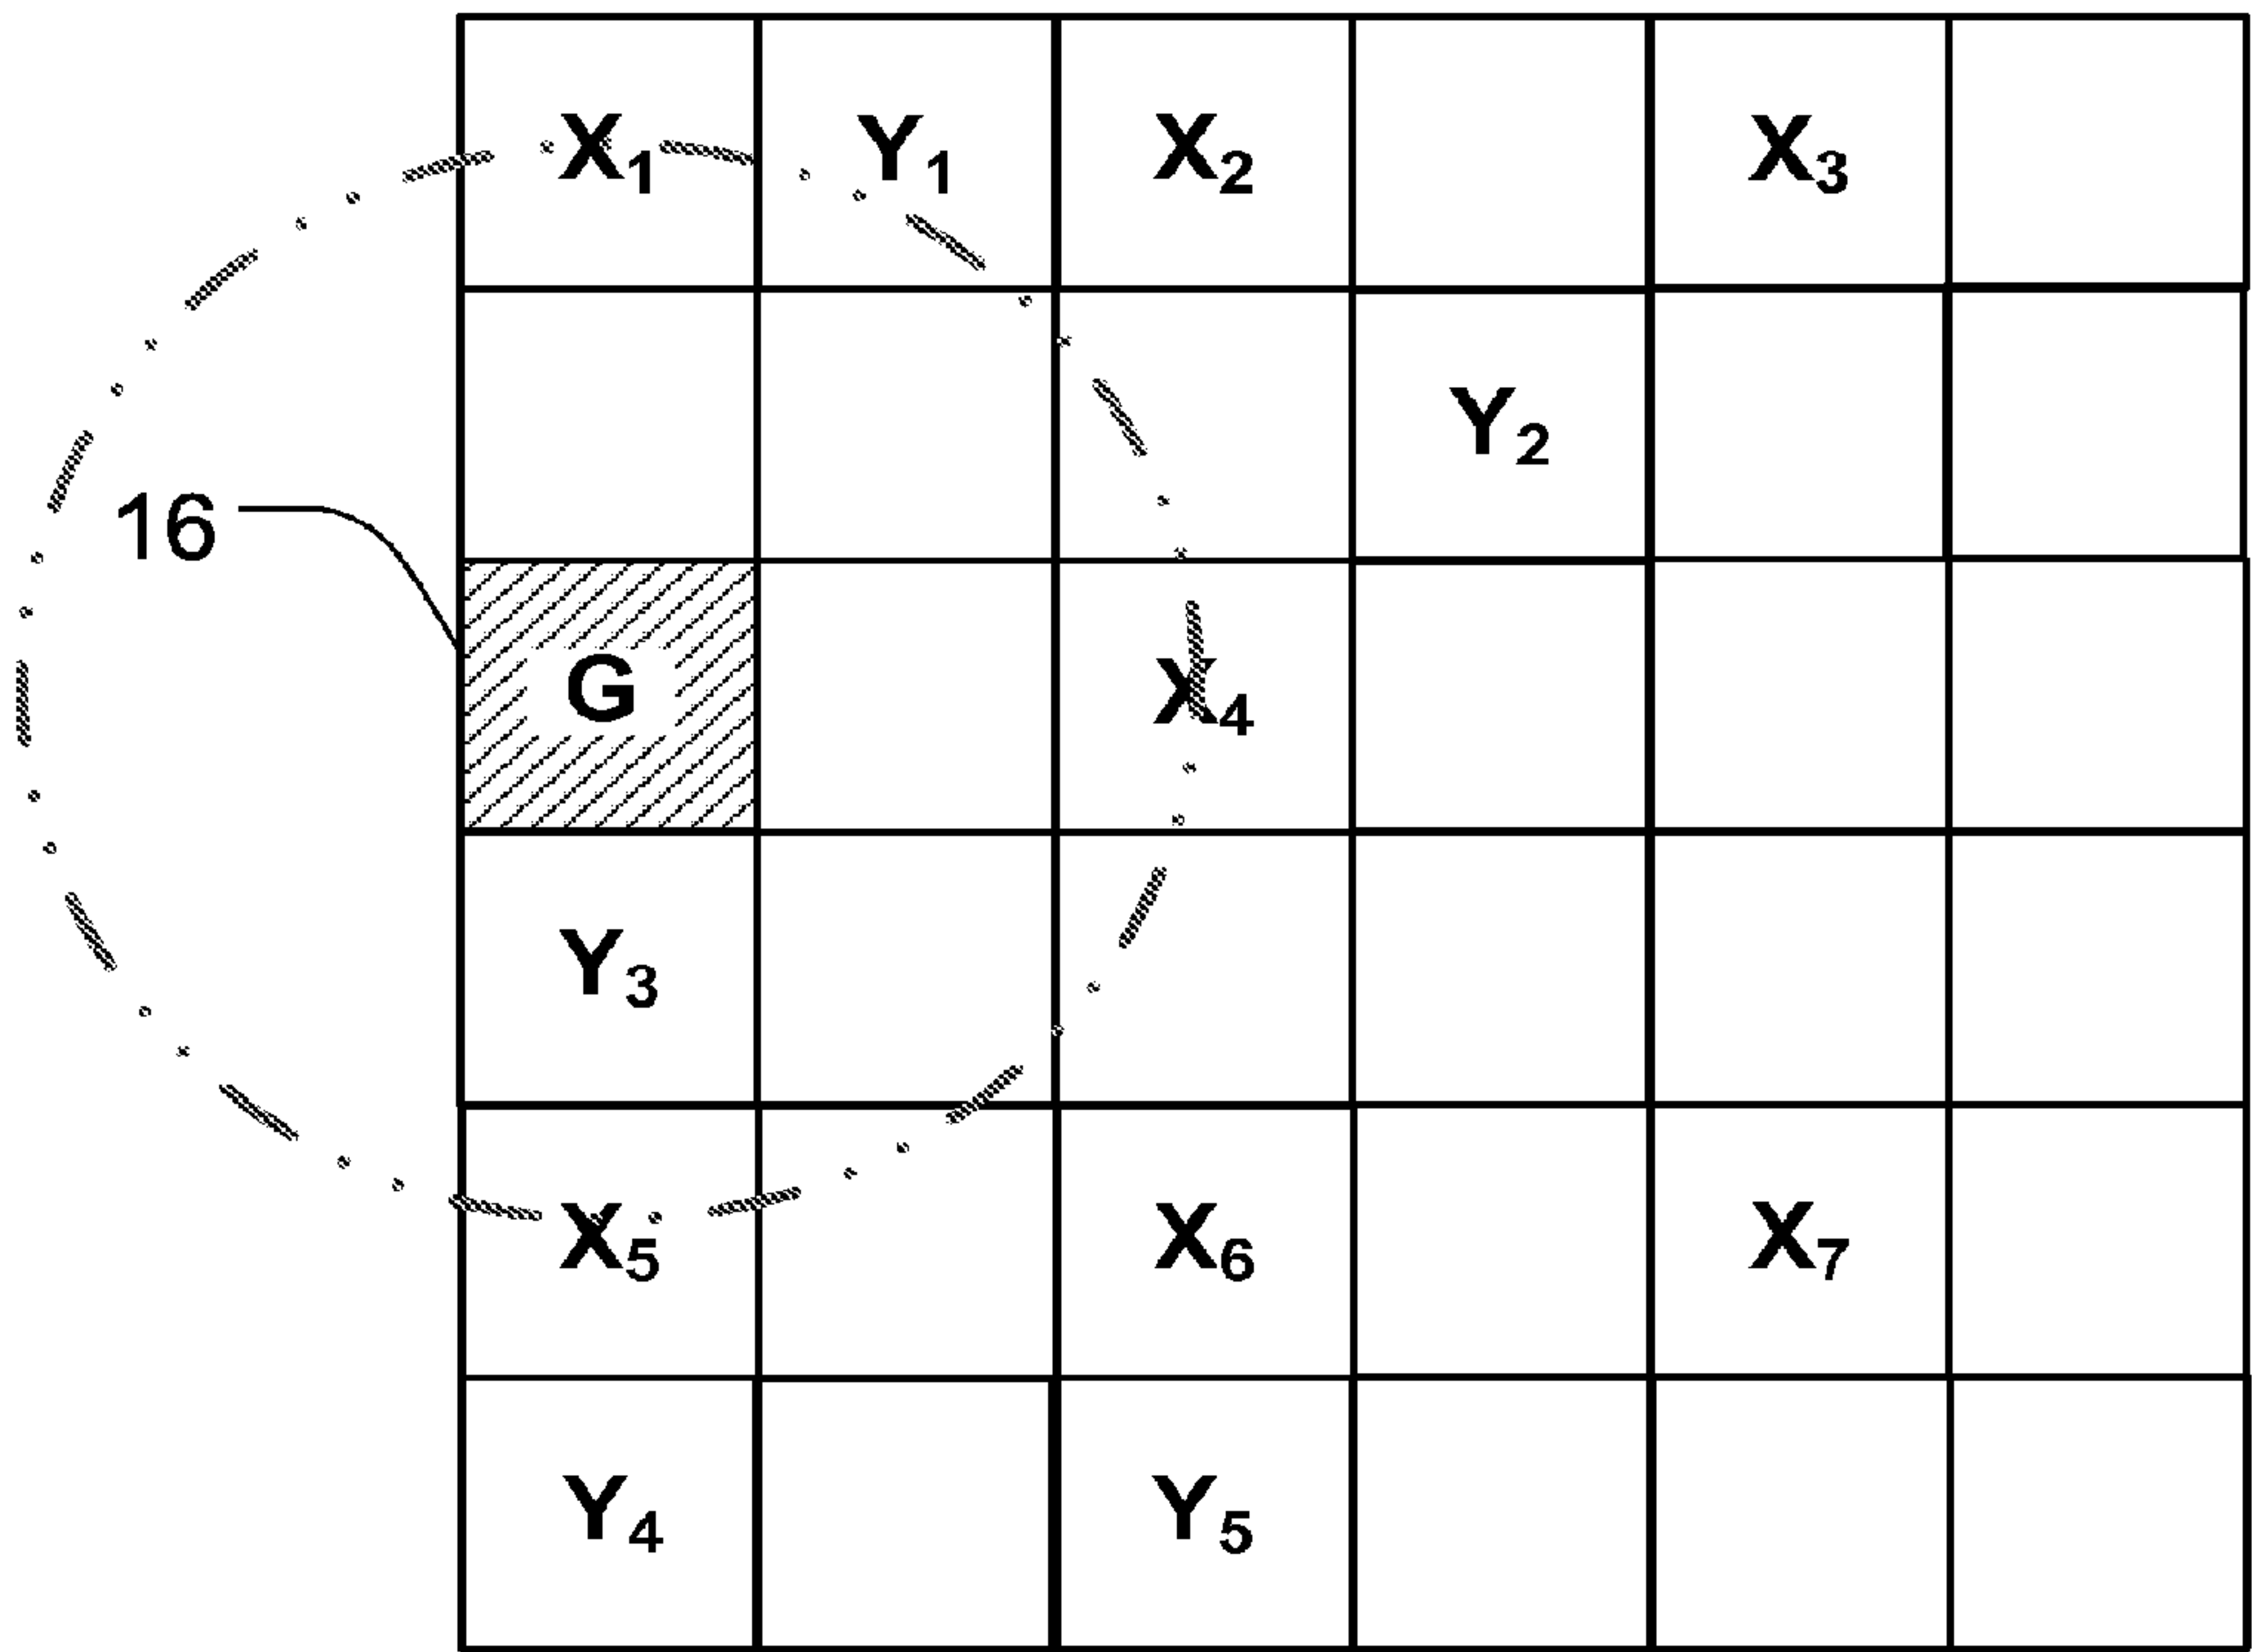 X₁ Y₁ X₂ X₃
Y₂
16
G X₄
Y₃
X₅ X₆ X₇
Y₄ Y₅